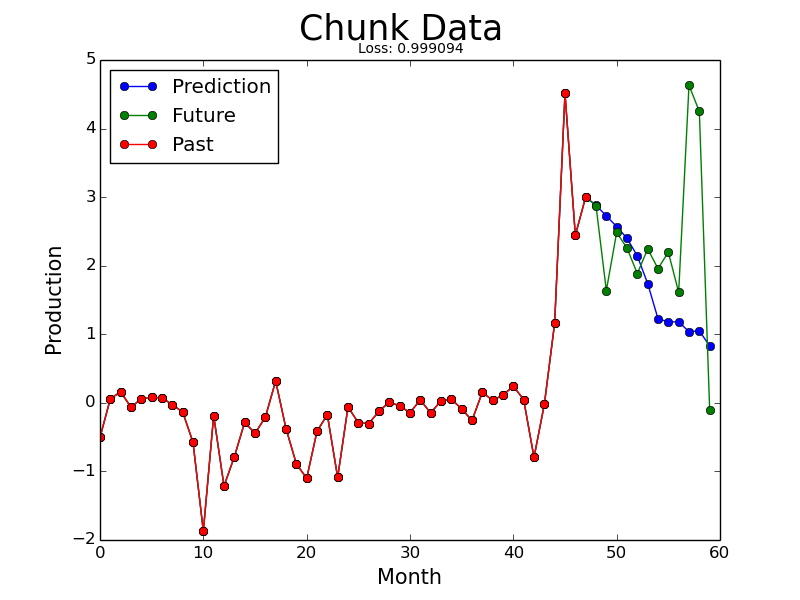 Chunk Data
Loss: 0.999094
Prediction
Future
Past
5
4
3
2
1
0
−1
−2
0 10 20 30 40 50 60
Production
Month